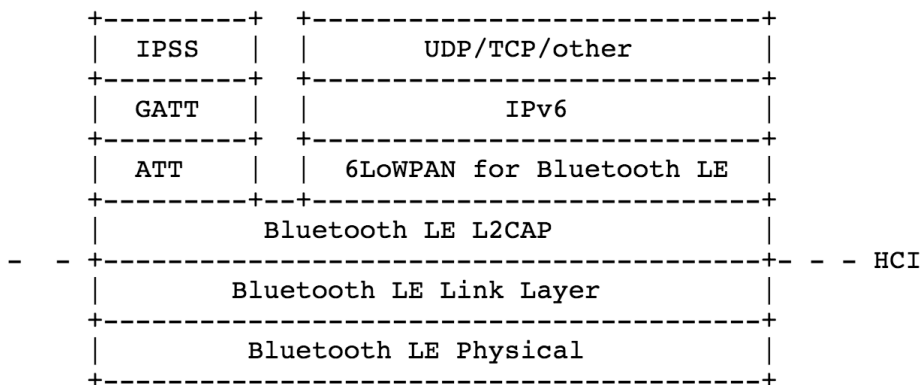 IPSS UDP/TCP/other
GATT IPv6
ATT 6LoWPAN for Bluetooth LE
Bluetooth LE L2CAP
HCI
Bluetooth LE Link Layer
Bluetooth LE Physical